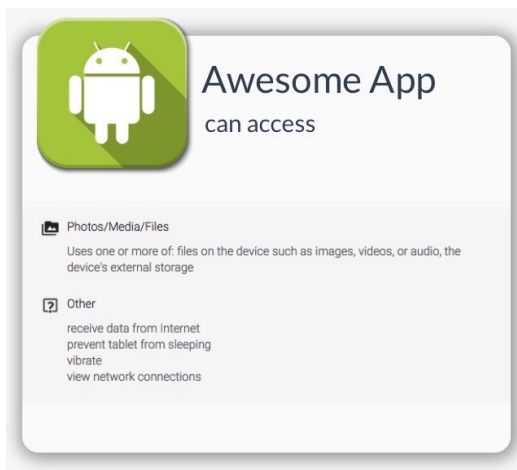 Awesome App
can access
Photos/Media/Files
Uses one or more of: files on the device such as images, videos, or audio, the
device's external storage
Other
receive data from Internet
prevent tablet from sleeping
vibrate
view network connections